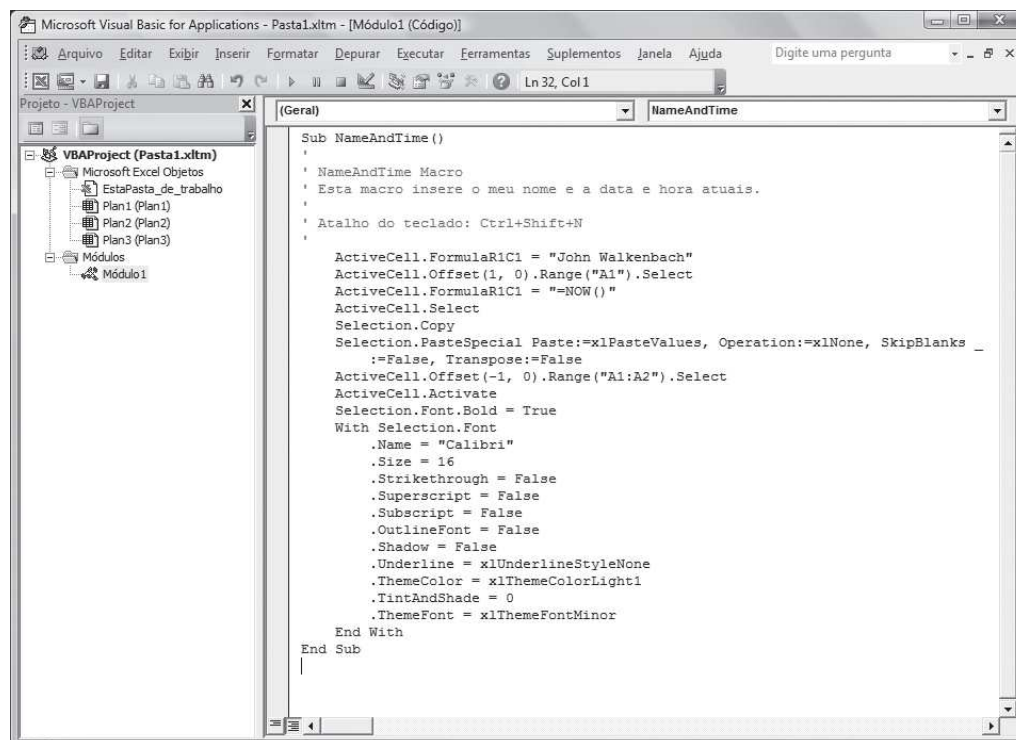 Microsoft Visual Basic for Applications - Pasta1.xltm - [Módulo1 (Código)]
Arquivo Editar Exibir Inserir Formatar Depurar Executar Ferramentas Suplementos Janela Ajuda Digite uma pergunta
Ln 32, Col 1
Projeto - VBAProject
VBAProject (Pasta1.xltm)
Microsoft Excel Objetos
EstaPasta_de_trabalho
Plan1 (Plan1)
Plan2 (Plan2)
Plan3 (Plan3)
Módulos
Módulo1
(Geral) NameAndTime
Sub NameAndTime()
'
' NameAndTime Macro
' Esta macro insere o meu nome e a data e hora atuais.
'
' Atalho do teclado: Ctrl+Shift+N
'
ActiveCell.FormulaR1C1 = "John Walkenbach"
ActiveCell.Offset(1, 0).Range("A1").Select
ActiveCell.FormulaR1C1 = "=NOW()"
ActiveCell.Select
Selection.Copy
Selection.PasteSpecial Paste:=xlPasteValues, Operation:=xlNone, SkipBlanks _
:=False, Transpose:=False
ActiveCell.Offset(-1, 0).Range("A1:A2").Select
ActiveCell.Activate
Selection.Font.Bold = True
With Selection.Font
.Name = "Calibri"
.Size = 16
.Strikethrough = False
.Superscript = False
.Subscript = False
.OutlineFont = False
.Shadow = False
.Underline = xlUnderlineStyleNone
.ThemeColor = xlThemeColorLight1
.TintAndShade = 0
.ThemeFont = xlThemeFontMinor
End With
End Sub